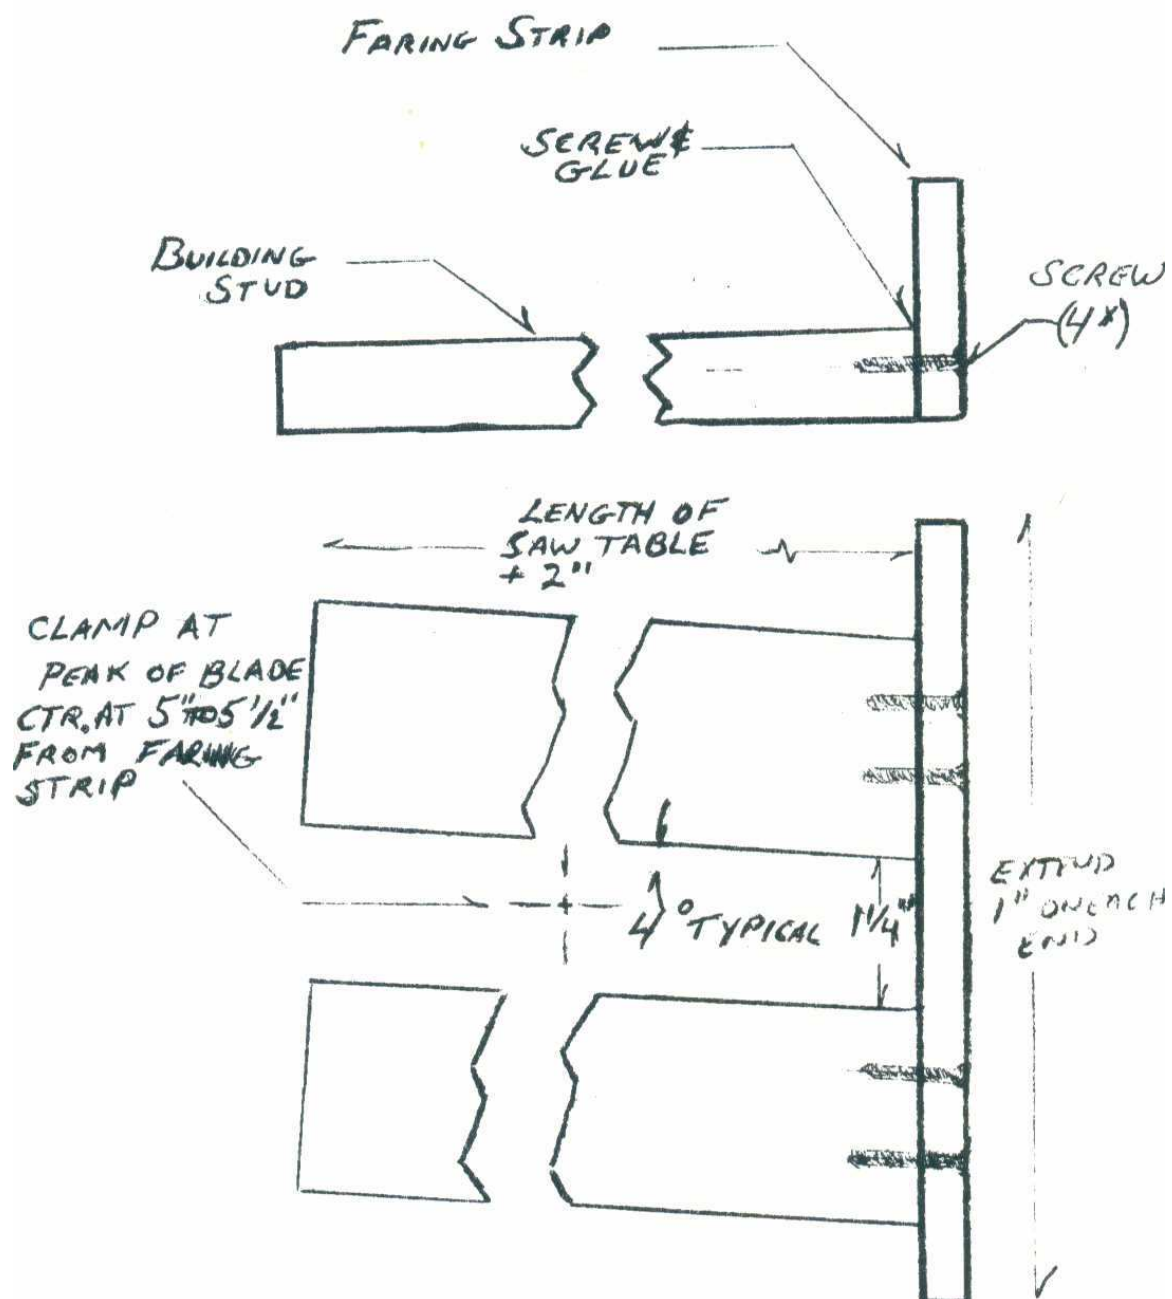 FARING STRIP
SCREW &
GLUE
BUILDING
STUD
SCREW
(4X)
LENGTH OF
SAW TABLE
+ 2"
CLAMP AT
PEAK OF BLADE
CTR. AT 5" TO 5 1/2"
FROM FARING
STRIP
4° TYPICAL
1 1/4"
EXTEND
1" ON EACH
END